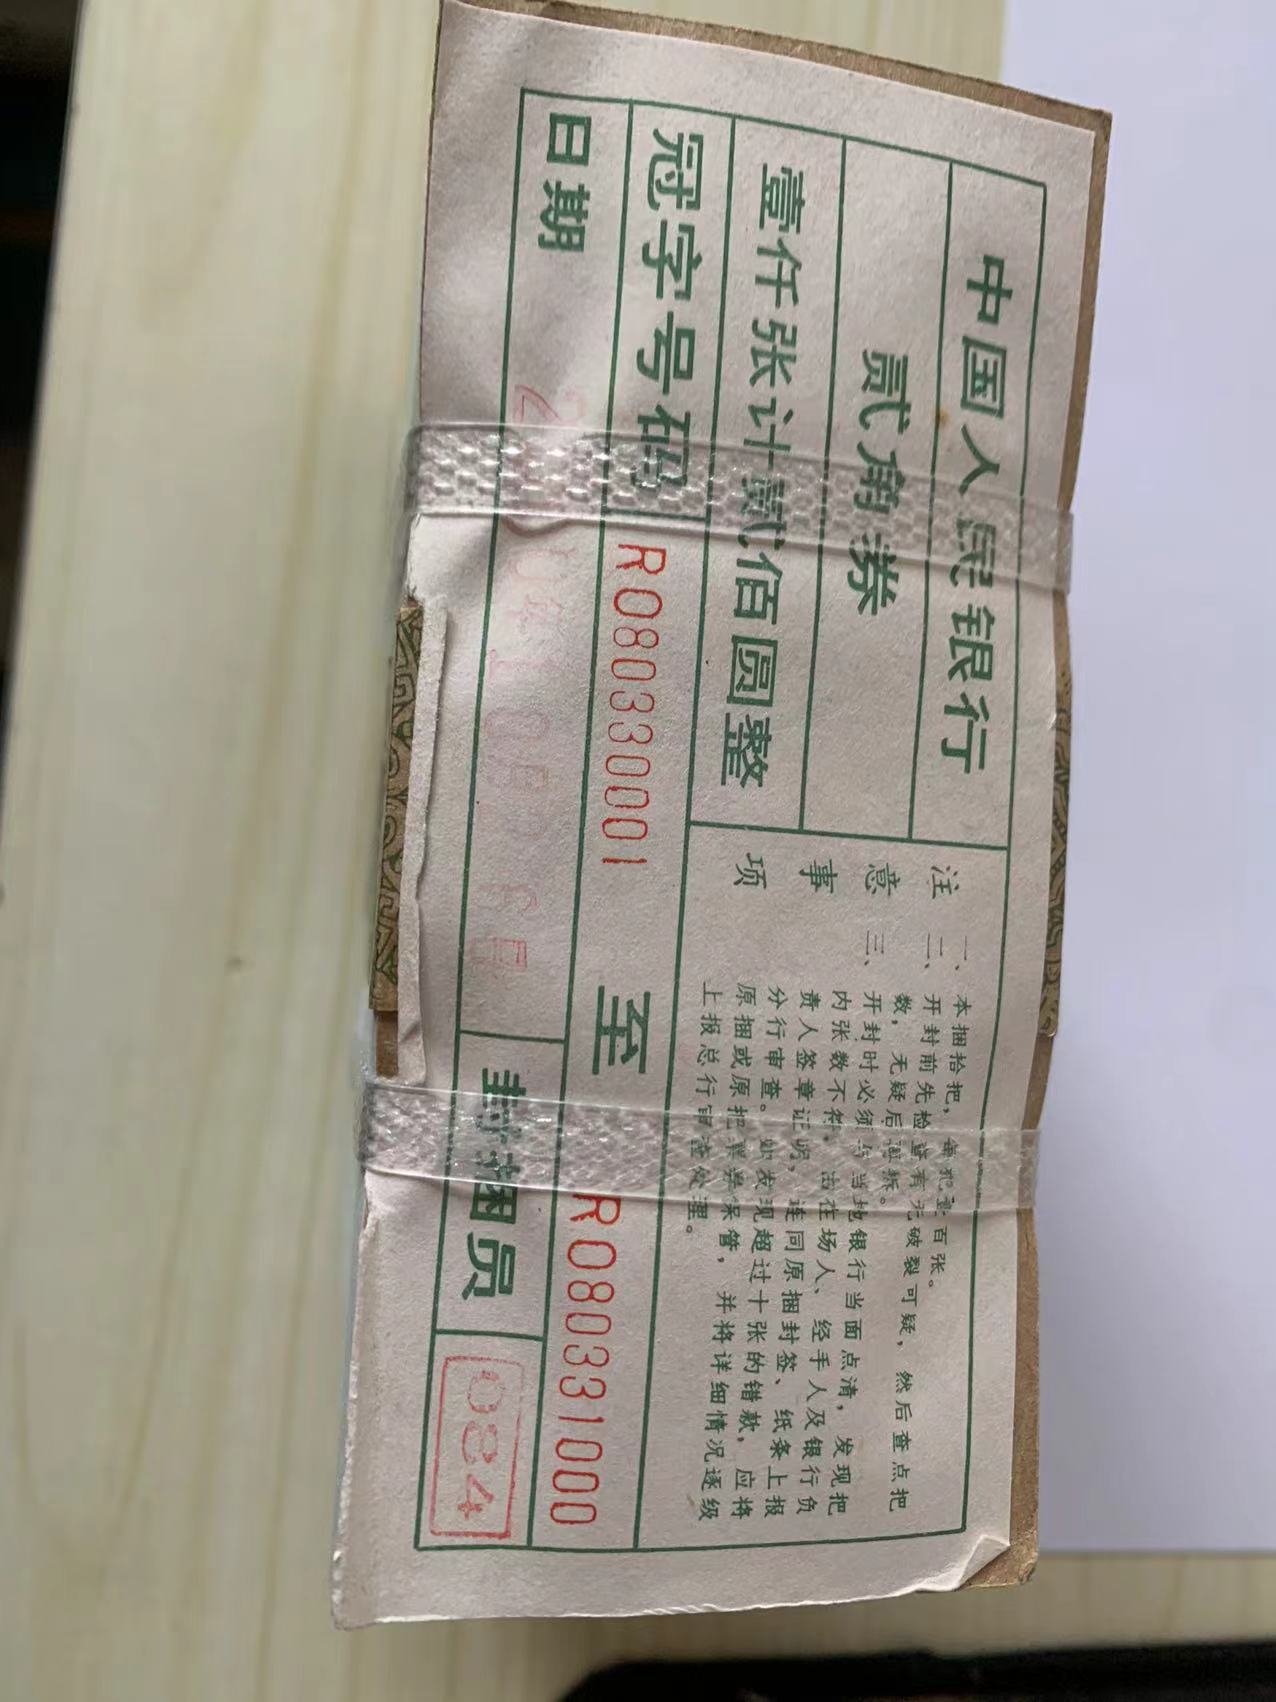 中国人民银行
贰角券
壹仟张计贰佰圆整
注意事项
一、本捆拾把，每把壹百张。
二、开封前先检查有无破裂可疑，然后查点把
数，无疑后再拆。
三、开封时必须与当地银行当面点清，发现把
内张数不符，由在场人、经手人及银行负
责人签章证明，连同原捆封签、纸条上报
分行审查。如发现超过十张的错款，应将
原捆或原把票券保管，并将详细情况逐级
上报总行审查处理。
冠字号码 R080330001 至 R080331000
日期
封捆员 084